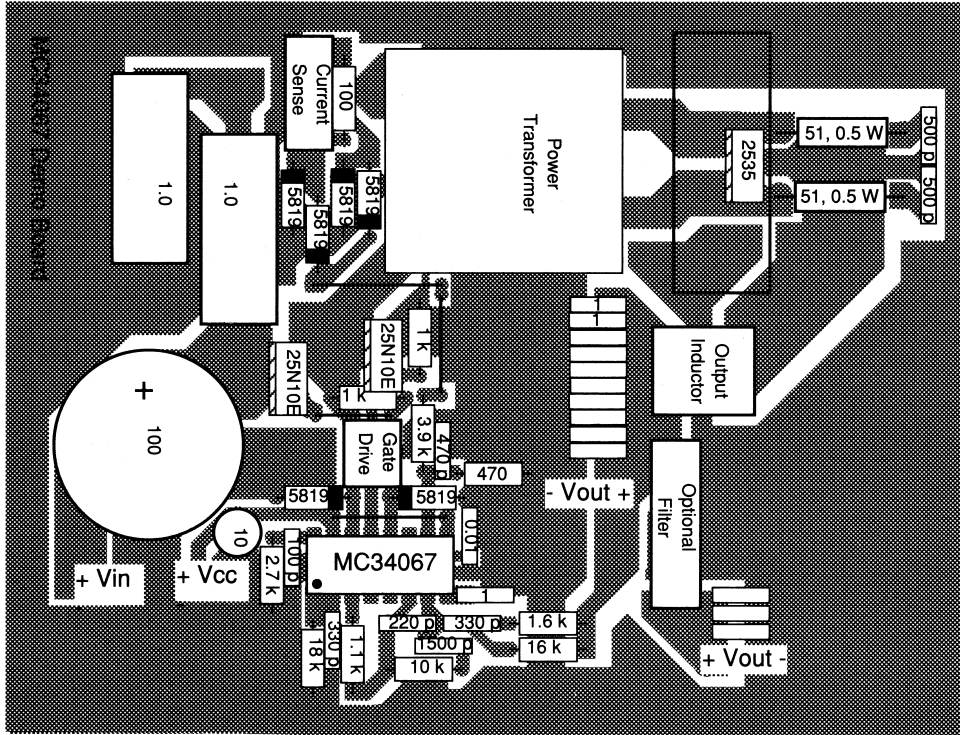 MC34067 Demo Board
1.0
1.0
Current
Sense
100
5819
5819
5819
5819
Power
Transformer
2535
51, 0.5 W
51, 0.5 W
500 p
500 p
1
1
Output
Inductor
25N10E
25N10E
1 k
1 k
+
100
Gate
Drive
3.9 k
470 p
470
- Vout +
Optional
Filter
5819
5819
10
100 p
2.7 k
0.01
MC34067
+ Vin
+ Vcc
1
220 p
330 p
1.6 k
16 k
1500 p
10 k
18 k
330 p
1.1 k
+ Vout -